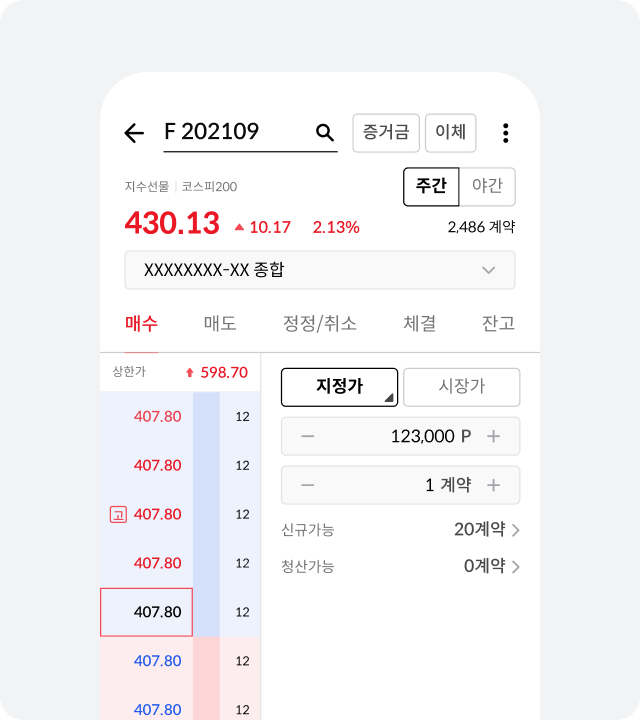 F 202109 증거금 이체
지수선물 코스피200 주간 야간
430.13 10.17 2.13% 2,486 계약
XXXXXXXX-XX 종합
매수 매도 정정/취소 체결 잔고
상한가 598.70
407.80 12
407.80 12
고 407.80 12
407.80 12
407.80 12
407.80 12
407.80 12
지정가 시장가
− 123,000 P +
− 1 계약 +
신규가능 20계약
청산가능 0계약